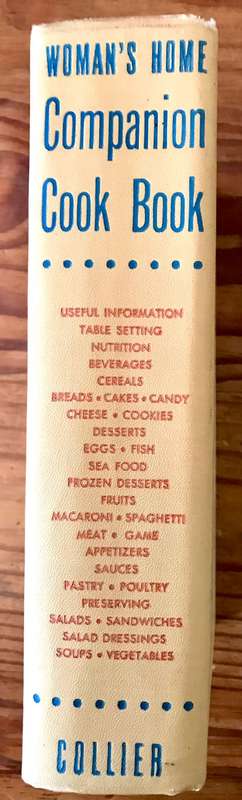 WOMAN'S HOME
Companion
Cook Book
USEFUL INFORMATION
TABLE SETTING
NUTRITION
BEVERAGES
CEREALS
BREADS • CAKES • CANDY
CHEESE • COOKIES
DESSERTS
EGGS • FISH
SEA FOOD
FROZEN DESSERTS
FRUITS
MACARONI • SPAGHETTI
MEAT • GAME
APPETIZERS
SAUCES
PASTRY • POULTRY
PRESERVING
SALADS • SANDWICHES
SALAD DRESSINGS
SOUPS • VEGETABLES
COLLIER